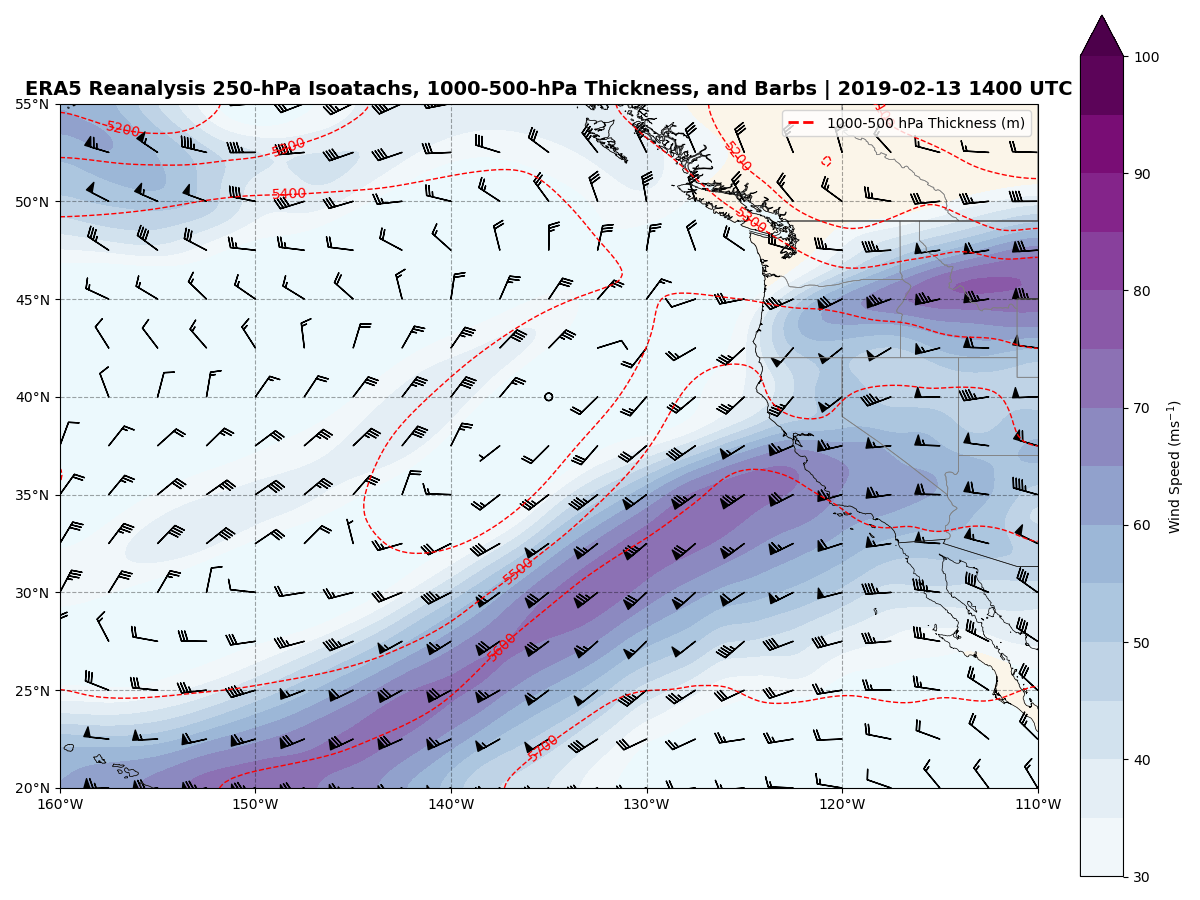 ERA5 Reanalysis 250-hPa Isoatachs, 1000-500-hPa Thickness, and Barbs | 2019-02-13 1400 UTC
1000-500 hPa Thickness (m)
55°N
50°N
45°N
40°N
35°N
30°N
25°N
20°N
160°W
150°W
140°W
130°W
120°W
110°W
5200
5300
5400
5200
5300
5500
5600
5700
100
90
80
70
60
50
40
30
Wind Speed (ms⁻¹)